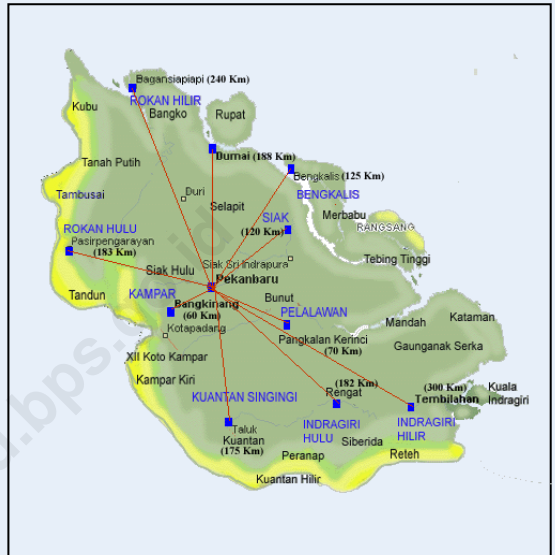 Bagansiapiapi (240 Km)
ROKAN HILIR
Bangko
Rupat
Kubu
Dumai (188 Km)
Tanah Putih
Bengkalis (125 Km)
BENGKALIS
Duri
Tambusai
Selapit
Merbabu
SIAK
(120 Km)
RANGSANG
ROKAN HULU
Pasirpengarayan
(183 Km)
Tebing Tinggi
Siak Sri Indrapura
Siak Hulu
Pekanbaru
Tandun
KAMPAR
Bunut
Bangkinang
(60 Km)
PELALAWAN
Kotapadang
Mandah
Kataman
Pangkalan Kerinci
(70 Km)
Gaunganak Serka
XII Koto Kampar
Kampar Kiri
(182 Km)
Rengat
(300 Km)
Tembilahan
Kuala
Indragiri
KUANTAN SINGINGI
Taluk
Kuantan
(175 Km)
INDRAGIRI
HULU
INDRAGIRI
HILIR
Siberida
Peranap
Reteh
Kuantan Hilir
.bps.go.id